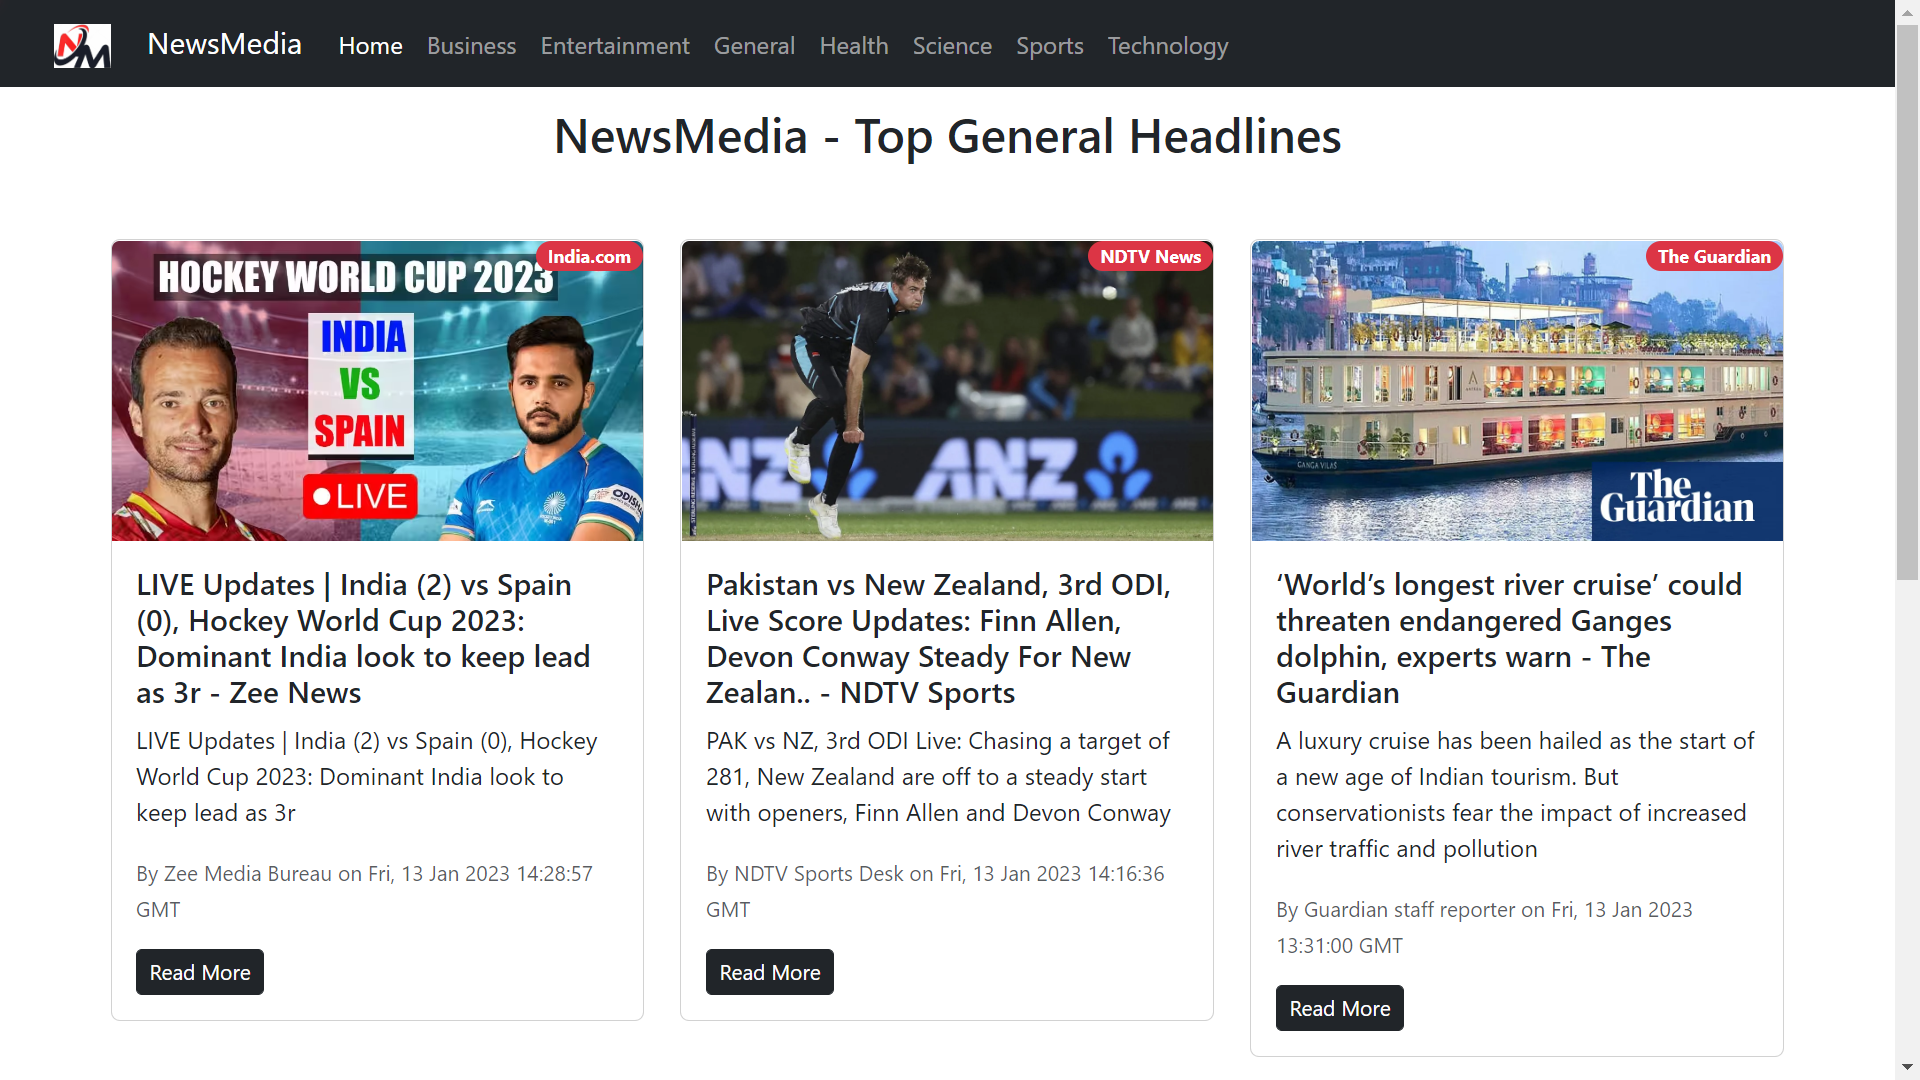 NM
NewsMedia
Home
Business
Entertainment
General
Health
Science
Sports
Technology
NewsMedia - Top General Headlines
India.com
HOCKEY WORLD CUP 2023
INDIA
VS
SPAIN
LIVE
ODISHA
LIVE Updates | India (2) vs Spain
(0), Hockey World Cup 2023:
Dominant India look to keep lead
as 3r - Zee News
LIVE Updates | India (2) vs Spain (0), Hockey
World Cup 2023: Dominant India look to
keep lead as 3r
By Zee Media Bureau on Fri, 13 Jan 2023 14:28:57
GMT
Read More
NDTV News
ANZ
ANZ
Pakistan vs New Zealand, 3rd ODI,
Live Score Updates: Finn Allen,
Devon Conway Steady For New
Zealan.. - NDTV Sports
PAK vs NZ, 3rd ODI Live: Chasing a target of
281, New Zealand are off to a steady start
with openers, Finn Allen and Devon Conway
By NDTV Sports Desk on Fri, 13 Jan 2023 14:16:36
GMT
Read More
The Guardian
GANGA VILAS
The
Guardian
‘World’s longest river cruise’ could
threaten endangered Ganges
dolphin, experts warn - The
Guardian
A luxury cruise has been hailed as the start of
a new age of Indian tourism. But
conservationists fear the impact of increased
river traffic and pollution
By Guardian staff reporter on Fri, 13 Jan 2023
13:31:00 GMT
Read More